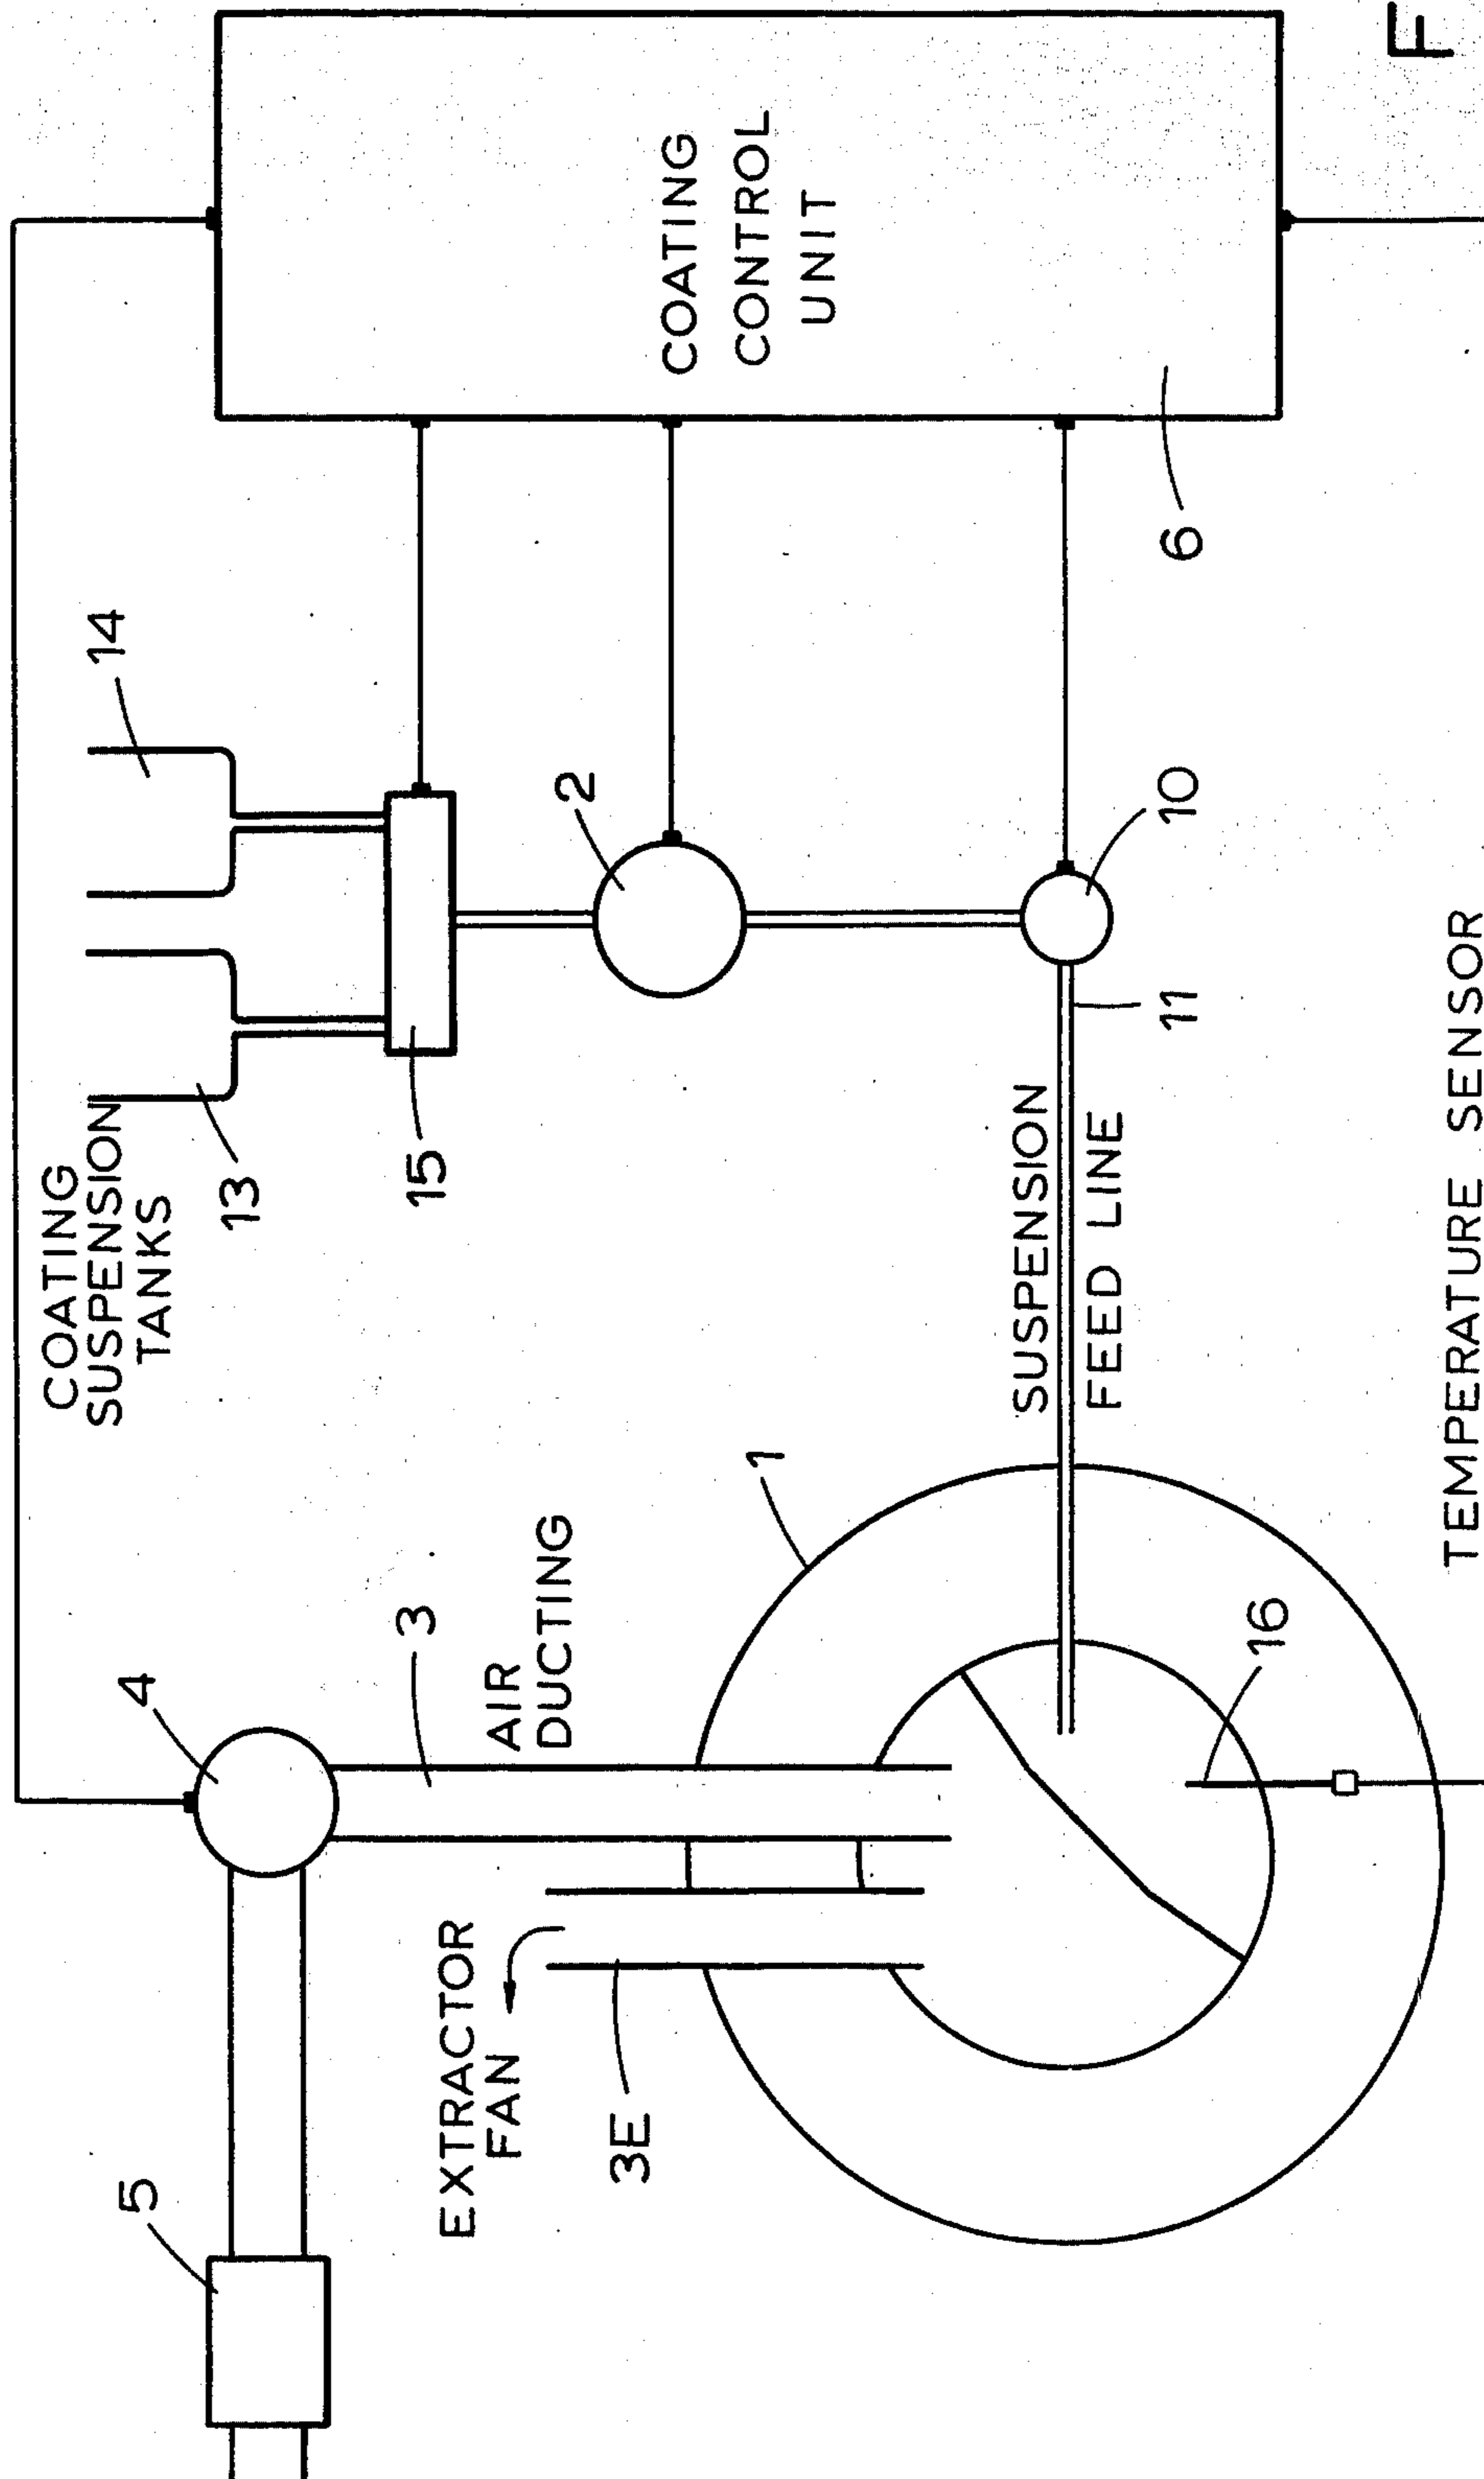 5
4
EXTRACTOR
FAN
3E
3
AIR
DUCTING
1
16
COATING
SUSPENSION
TANKS
13
14
15
2
SUSPENSION
FEED LINE
11
10
TEMPERATURE SENSOR
COATING
CONTROL
UNIT
6
F